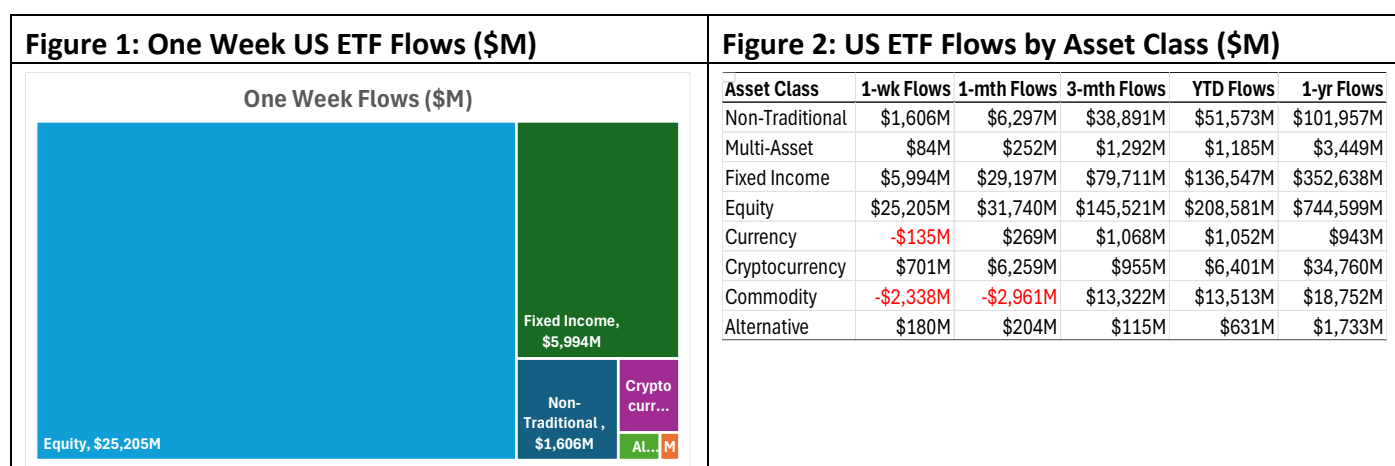 Figure 1: One Week US ETF Flows ($M)
One Week Flows ($M)
Equity, $25,205M
Fixed Income,
$5,994M
Non-
Traditional ,
$1,606M
Crypto
curr...
Al...
M
Figure 2: US ETF Flows by Asset Class ($M)
Asset Class 1-wk Flows 1-mth Flows 3-mth Flows YTD Flows 1-yr Flows
Non-Traditional $1,606M $6,297M $38,891M $51,573M $101,957M
Multi-Asset $84M $252M $1,292M $1,185M $3,449M
Fixed Income $5,994M $29,197M $79,711M $136,547M $352,638M
Equity $25,205M $31,740M $145,521M $208,581M $744,599M
Currency -$135M $269M $1,068M $1,052M $943M
Cryptocurrency $701M $6,259M $955M $6,401M $34,760M
Commodity -$2,338M -$2,961M $13,322M $13,513M $18,752M
Alternative $180M $204M $115M $631M $1,733M